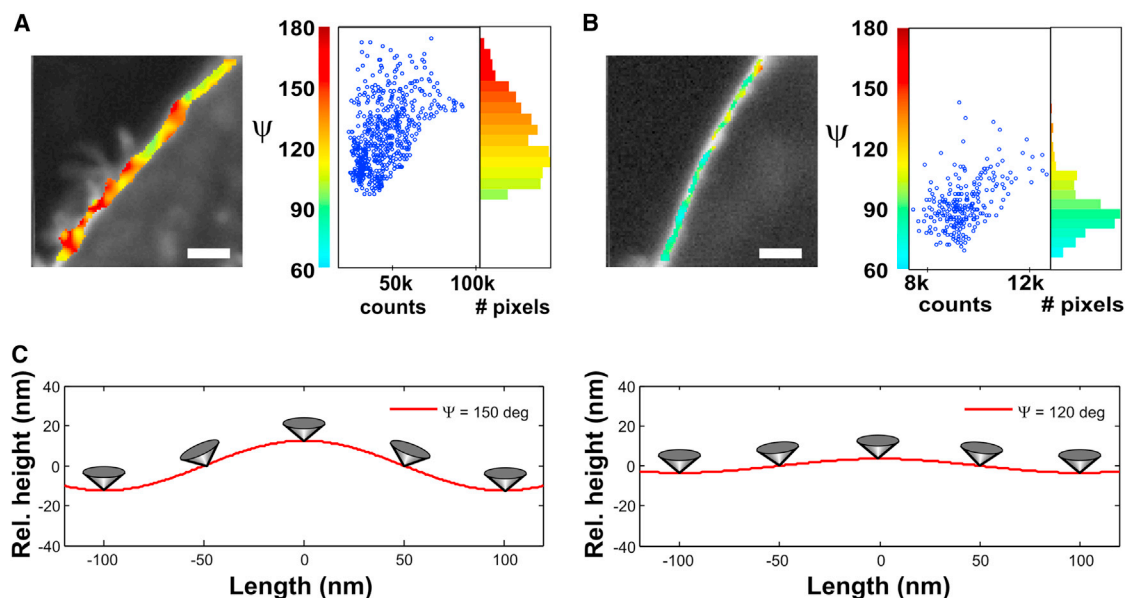 A
180
150
Ψ
120
90
60
50k
100k
counts
# pixels
B
180
150
Ψ
120
90
60
8k
12k
counts
# pixels
C
Rel. height (nm)
40
20
0
-20
-40
Ψ = 150 deg
-100
-50
0
50
100
Length (nm)
Rel. height (nm)
40
20
0
-20
-40
Ψ = 120 deg
-100
-50
0
50
100
Length (nm)